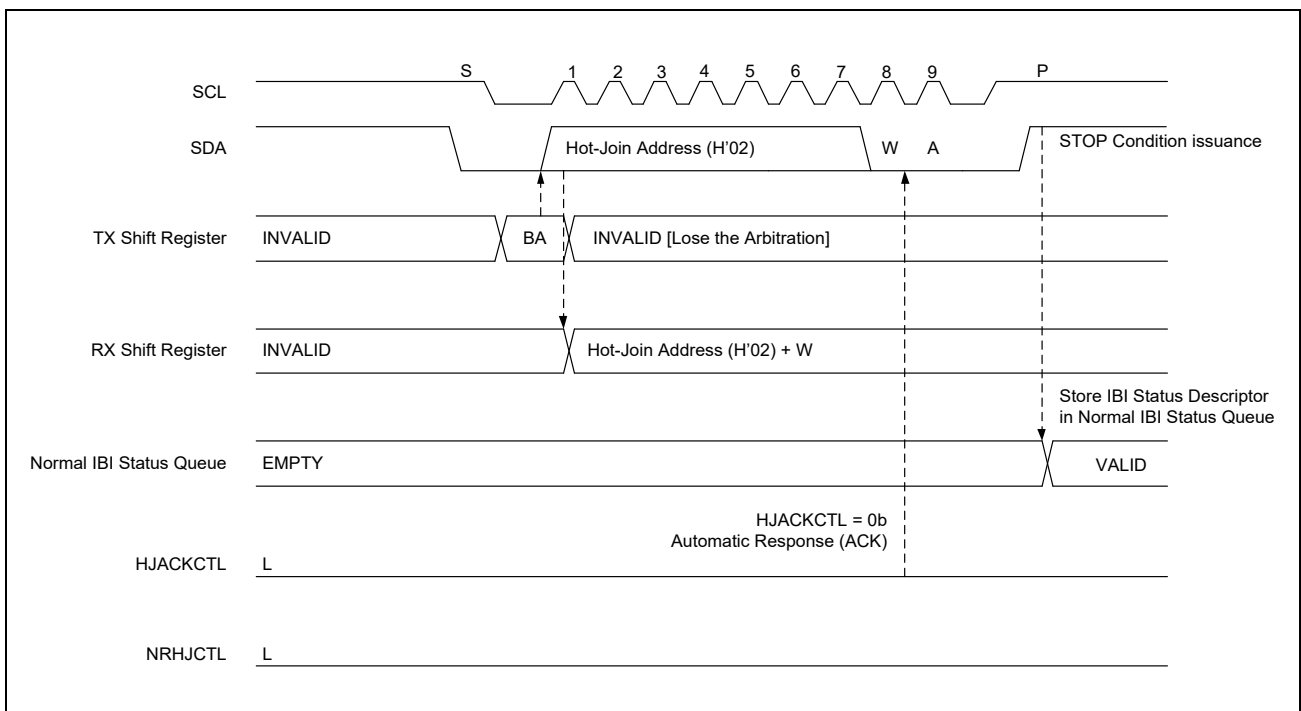 S 1 2 3 4 5 6 7 8 9 P
SCL
SDA
Hot-Join Address (H'02) W A
STOP Condition issuance
TX Shift Register INVALID BA INVALID [Lose the Arbitration]
RX Shift Register INVALID Hot-Join Address (H'02) + W
Store IBI Status Descriptor
in Normal IBI Status Queue
Normal IBI Status Queue EMPTY VALID
HJACKCTL = 0b
Automatic Response (ACK)
HJACKCTL L
NRHJCTL L